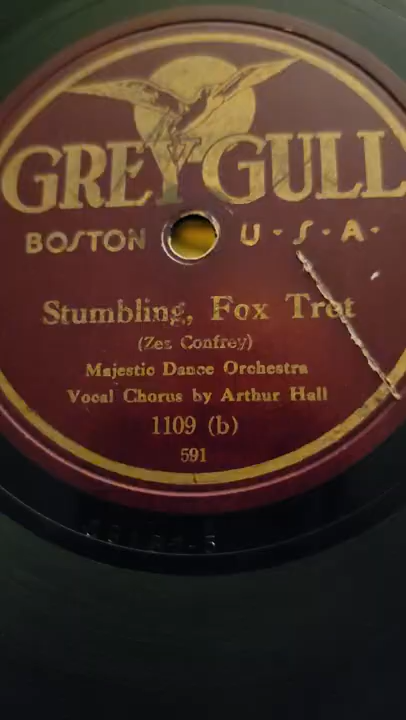 GREY GULL
BOSTON U·S·A·
Stumbling, Fox Trot
(Zez Confrey)
Majestic Dance Orchestra
Vocal Chorus by Arthur Hall
1109 (b)
591